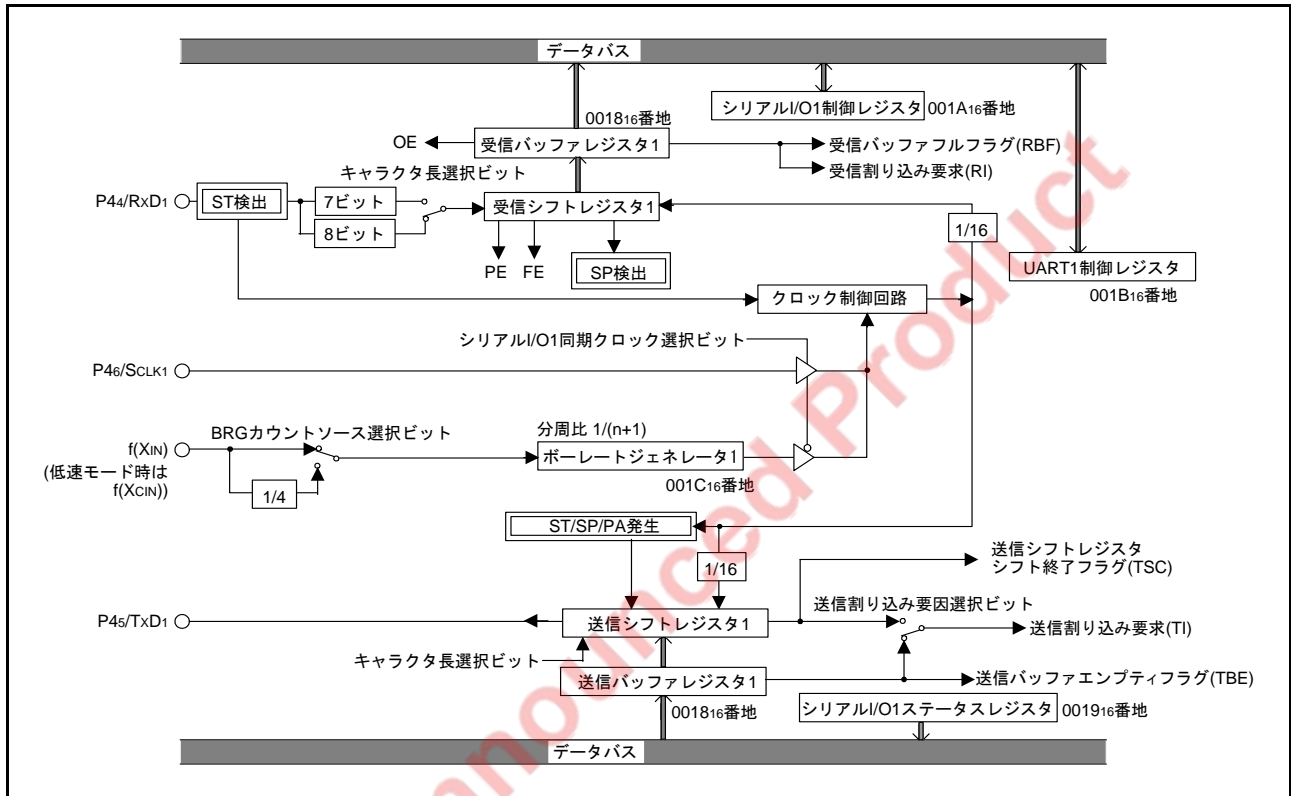 データバス
シリアルI/O1制御レジスタ 001A16番地
001816番地
OE 受信バッファレジスタ1 受信バッファフルフラグ(RBF)
受信割り込み要求(RI)
キャラクタ長選択ビット
P44/RXD1 ST検出 7ビット 受信シフトレジスタ1
8ビット
1/16
PE FE SP検出
UART1制御レジスタ
001B16番地
クロック制御回路
シリアルI/O1同期クロック選択ビット
P46/SCLK1
BRGカウントソース選択ビット 分周比 1/(n+1)
f(XIN) ボーレートジェネレータ1
(低速モード時は
f(XCIN)) 1/4 001C16番地
ST/SP/PA発生
1/16
送信シフトレジスタ
シフト終了フラグ(TSC)
送信割り込み要因選択ビット
P45/TXD1 送信シフトレジスタ1 送信割り込み要求(TI)
キャラクタ長選択ビット
送信バッファレジスタ1 送信バッファエンプティフラグ(TBE)
001816番地 シリアルI/O1ステータスレジスタ 001916番地
データバス
nounced Product